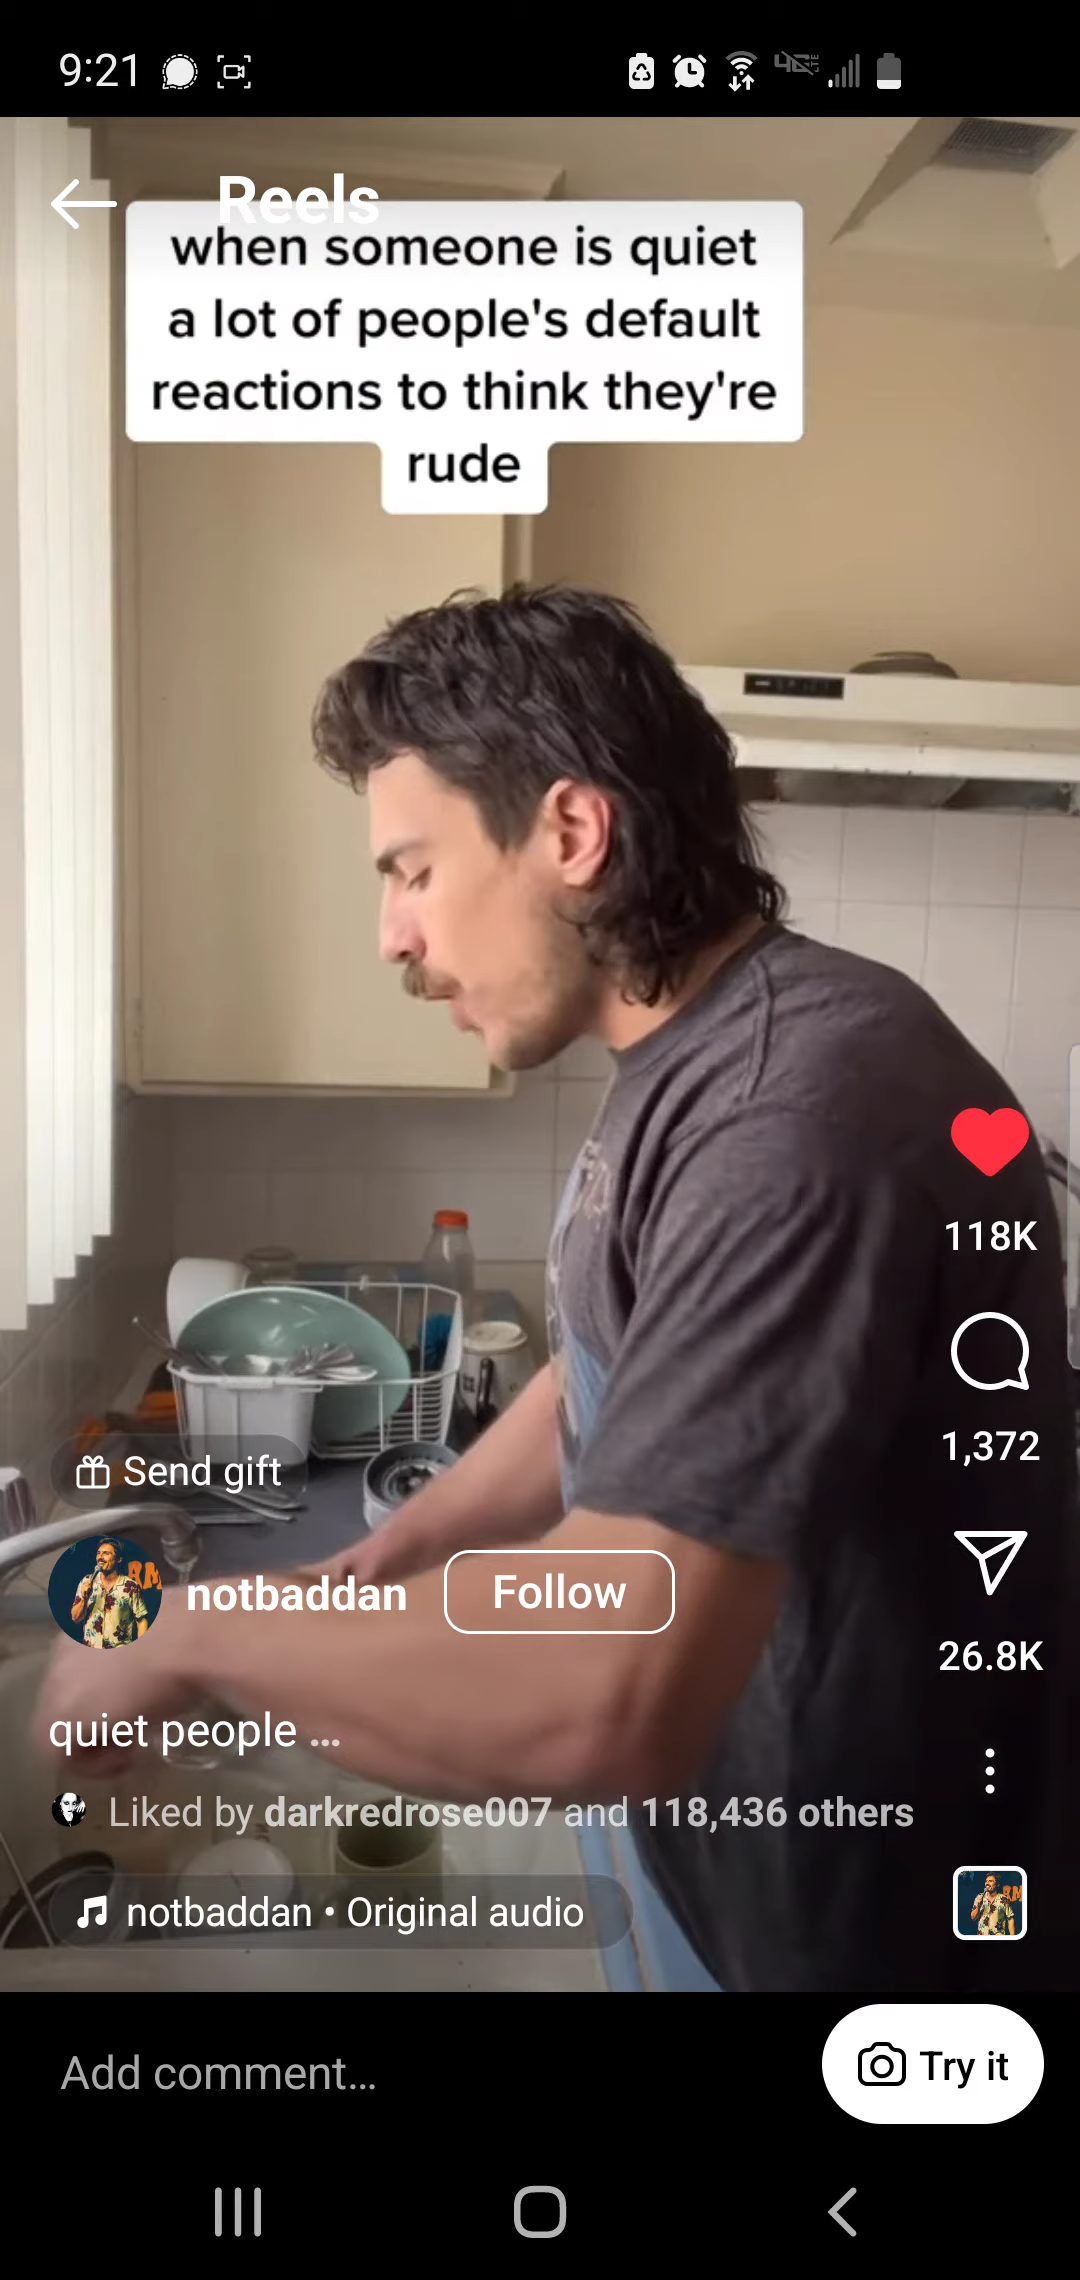 9:21
4G LTE
Reels
when someone is quiet
a lot of people's default
reactions to think they're
rude
118K
1,372
Send gift
notbaddan
Follow
26.8K
quiet people ...
Liked by darkredrose007 and 118,436 others
notbaddan • Original audio
Add comment...
Try it